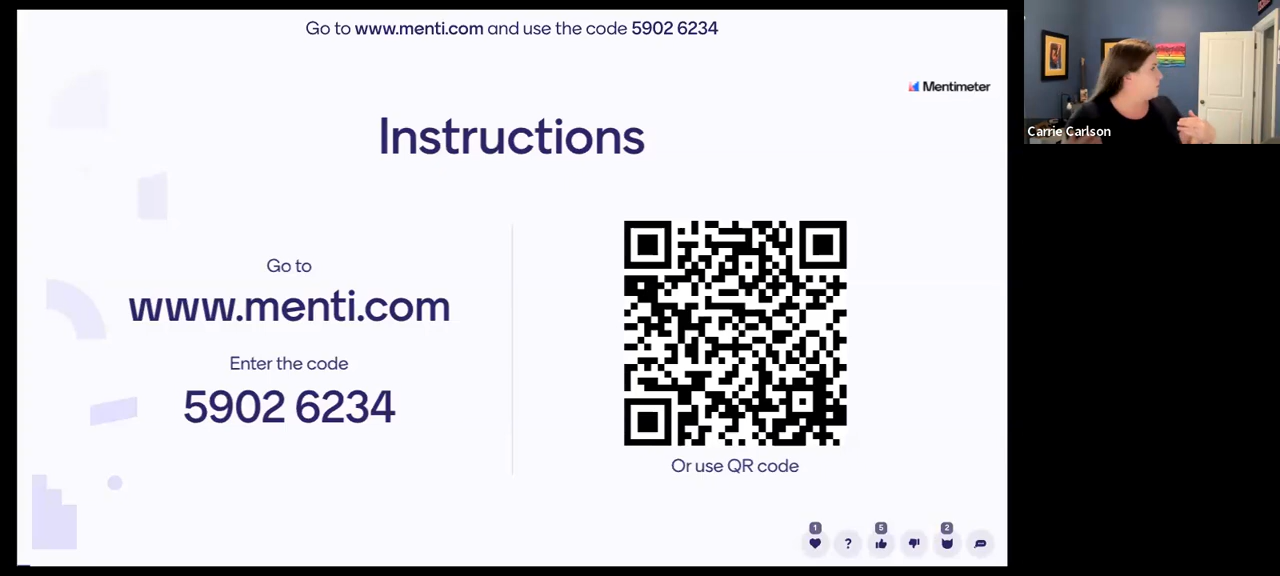 Go to www.menti.com and use the code 5902 6234
Mentimeter
Instructions
Go to
www.menti.com
Enter the code
5902 6234
Or use QR code
1
5
2
?
Carrie Carlson